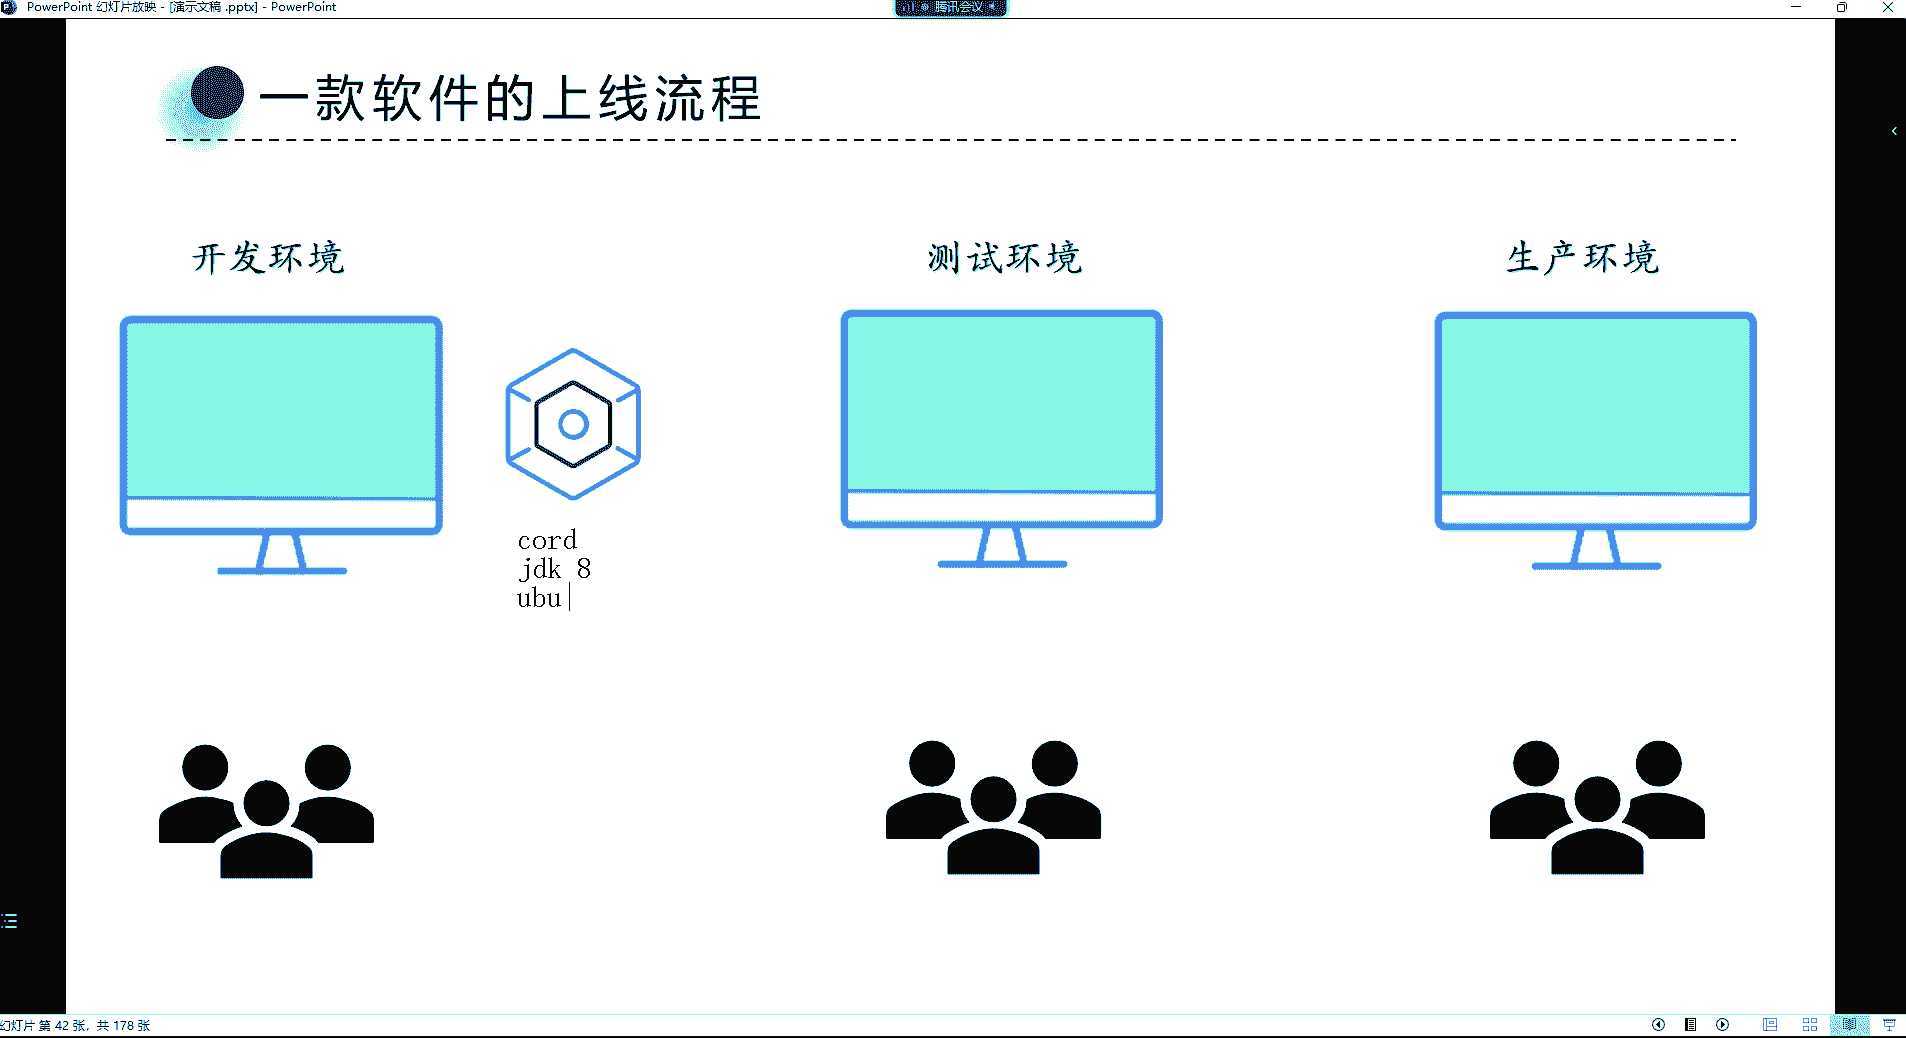 PowerPoint 幻灯片放映 - [演示文稿 .pptx] - PowerPoint
腾讯会议
一款软件的上线流程
开发环境
测试环境
生产环境
cord
jdk 8
ubu
幻灯片 第 42 张，共 178 张